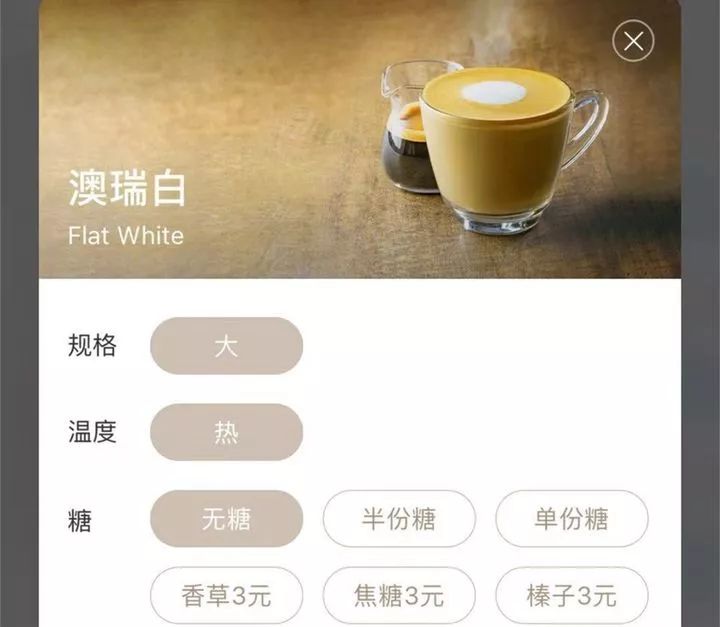 澳瑞白
Flat White
规格 大
温度 热
糖 无糖 半份糖 单份糖
香草3元 焦糖3元 榛子3元